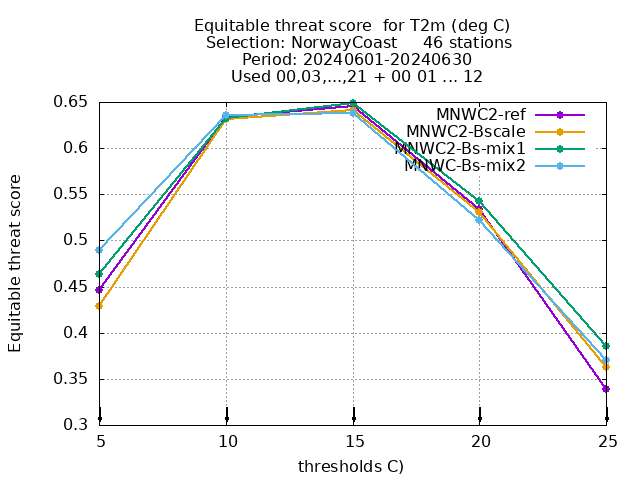 Equitable threat score  for T2m (deg C)
Selection: NorwayCoast     46 stations
Period: 20240601-20240630
Used 00,03,...,21 + 00 01 ... 12
Equitable threat score
0.65
0.6
0.55
0.5
0.45
0.4
0.35
0.3
MNWC2-ref
MNWC2-Bscale
MNWC2-Bs-mix1
MNWC-Bs-mix2
5 10 15 20 25
thresholds C)